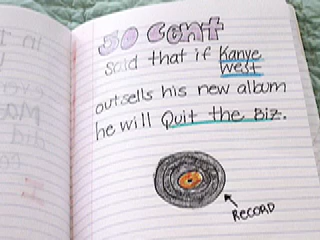 50 cent
said that if Kanye
West
outsells his new album
he will Quit the Biz.
RECORD